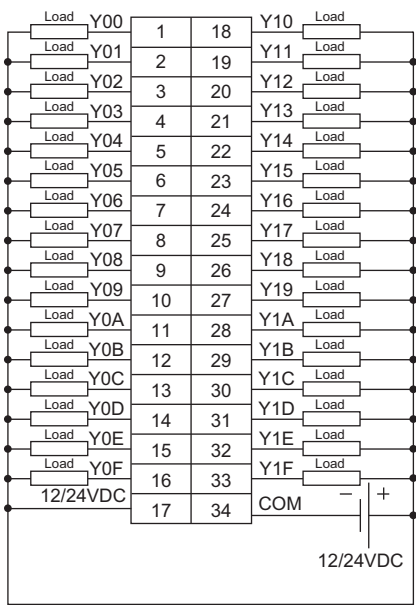 Load Y00 1 18 Y10 Load
Load Y01 2 19 Y11 Load
Load Y02 3 20 Y12 Load
Load Y03 4 21 Y13 Load
Load Y04 5 22 Y14 Load
Load Y05 6 23 Y15 Load
Load Y06 7 24 Y16 Load
Load Y07 8 25 Y17 Load
Load Y08 9 26 Y18 Load
Load Y09 10 27 Y19 Load
Load Y0A 11 28 Y1A Load
Load Y0B 12 29 Y1B Load
Load Y0C 13 30 Y1C Load
Load Y0D 14 31 Y1D Load
Load Y0E 15 32 Y1E Load
Load Y0F 16 33 Y1F Load
12/24VDC 17 34 COM − +
12/24VDC